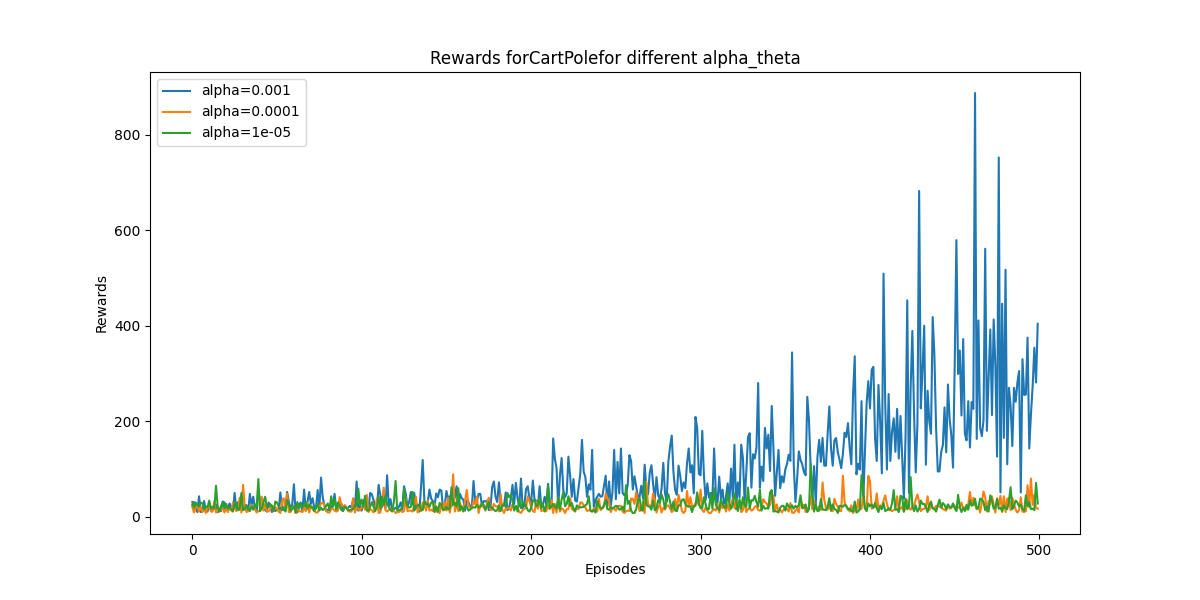 Rewards forCartPolefor different alpha_theta
alpha=0.001
alpha=0.0001
alpha=1e-05
Rewards
800
600
400
200
0
0 100 200 300 400 500
Episodes